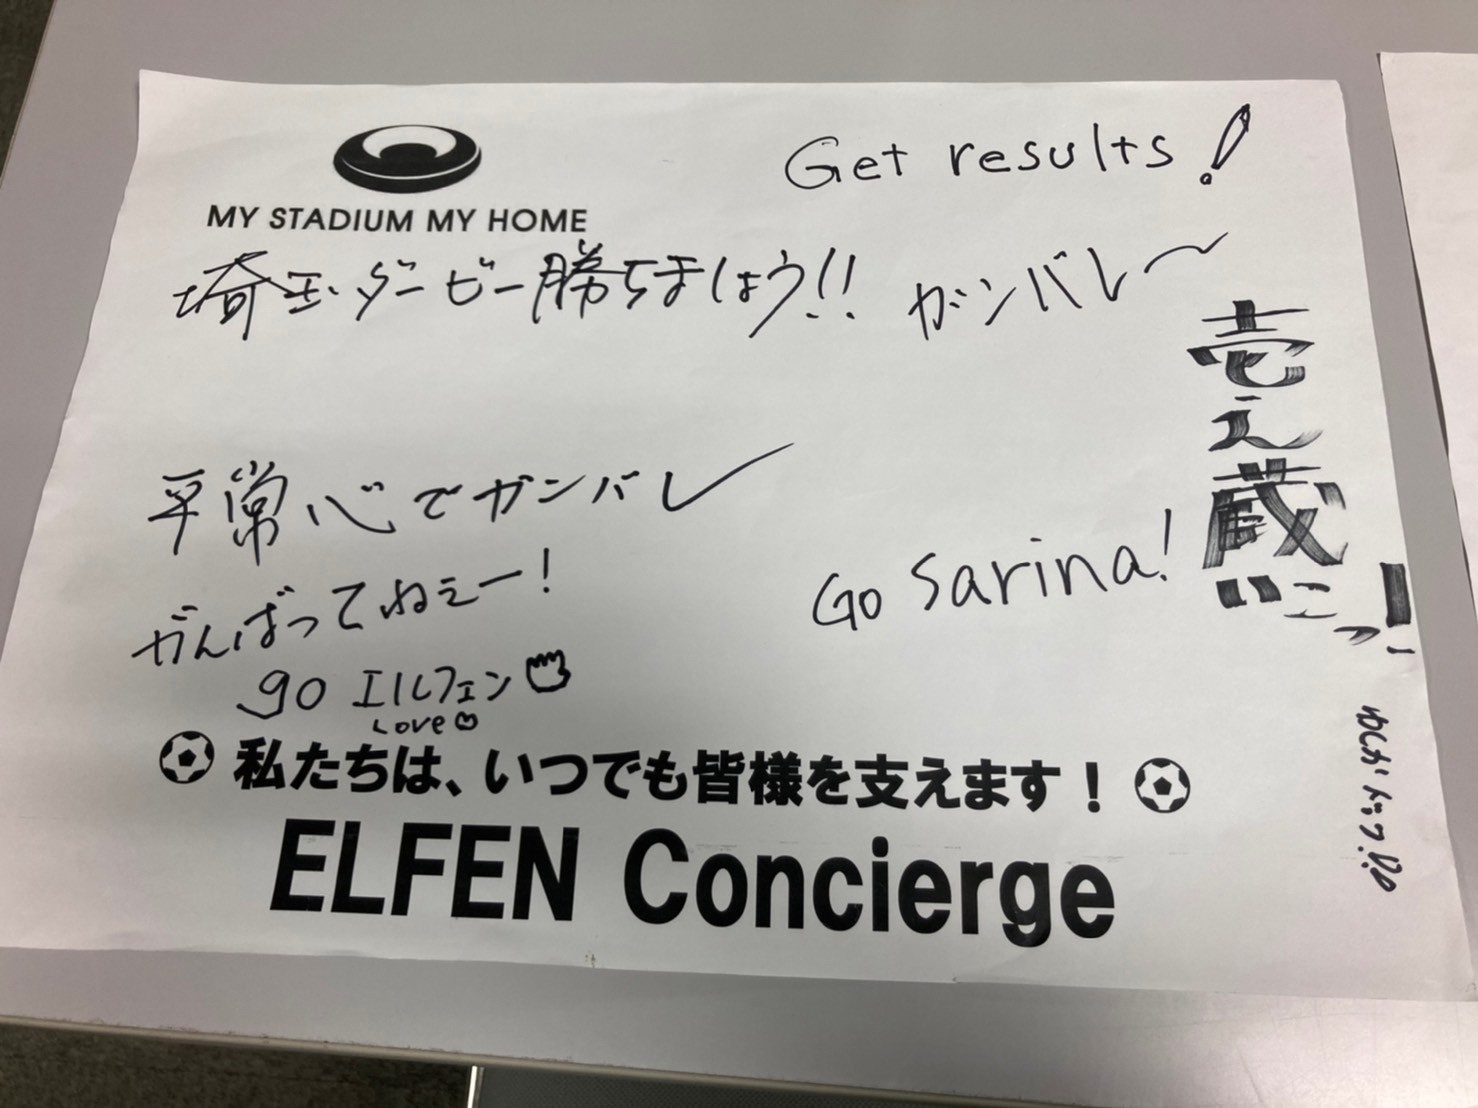 Get results!
MY STADIUM MY HOME
埼玉ダービー勝ちましょう!!
ガンバレ〜
壱え蔵いこっ!
平常心でガンバレ
がんばってねぇー!
Go Sarina!
go エルフェン
Love
私たちは、いつでも皆様を支えます！
ELFEN Concierge